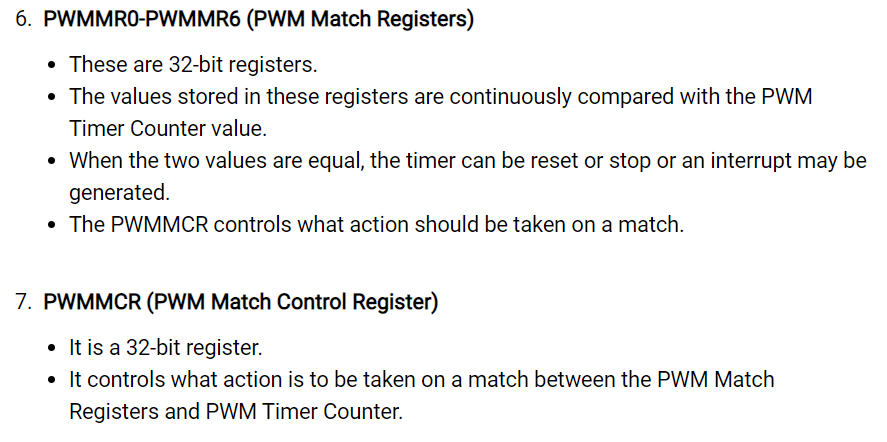 6. PWMMR0-PWMMR6 (PWM Match Registers)
• These are 32-bit registers.
• The values stored in these registers are continuously compared with the PWM
Timer Counter value.
• When the two values are equal, the timer can be reset or stop or an interrupt may be
generated.
• The PWMMCR controls what action should be taken on a match.
7. PWMMCR (PWM Match Control Register)
• It is a 32-bit register.
• It controls what action is to be taken on a match between the PWM Match
Registers and PWM Timer Counter.